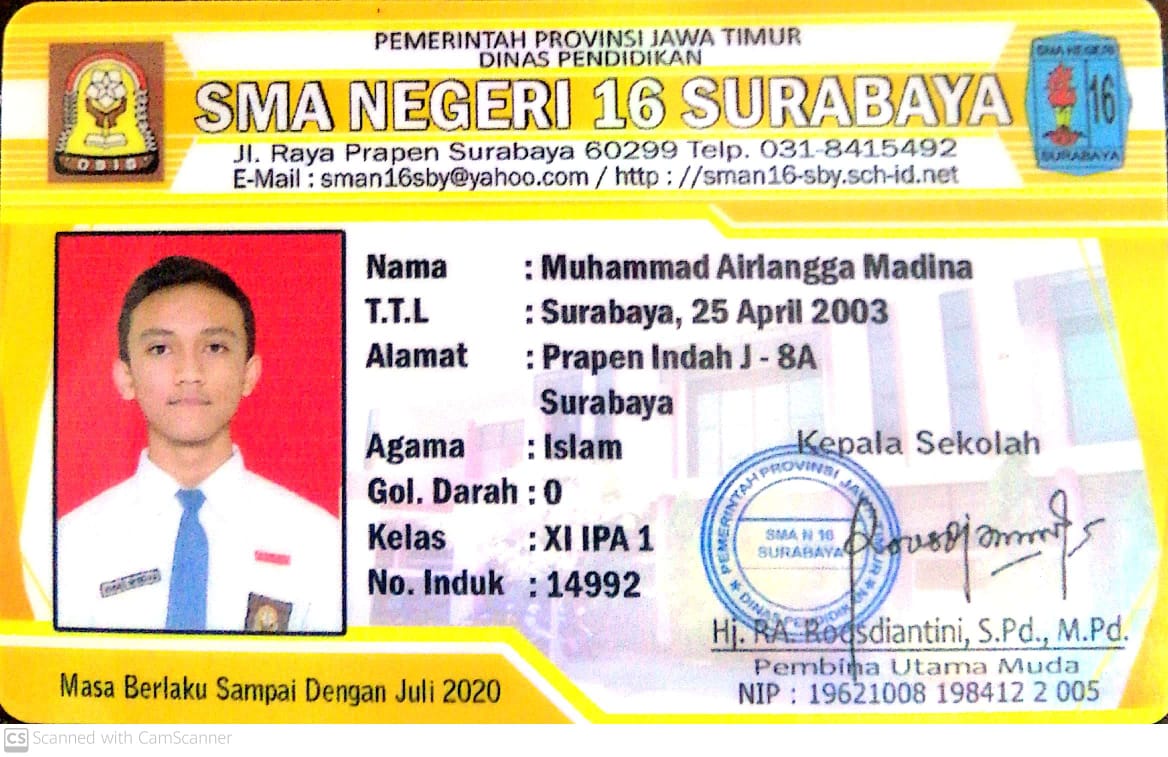 PEMERINTAH PROVINSI JAWA TIMUR
DINAS PENDIDIKAN
SMA NEGERI 16 SURABAYA
Jl. Raya Prapen Surabaya 60299 Telp. 031-8415492
E-Mail : sman16sby@yahoo.com / http : //sman16-sby.sch-id.net
OSIS
SMA NEGERI
16
SURABAYA
Nama : Muhammad Airlangga Madina
T.T.L : Surabaya, 25 April 2003
Alamat : Prapen Indah J - 8A
Surabaya
Agama : Islam
Gol. Darah : O
Kelas : XI IPA 1
No. Induk : 14992
Kepala Sekolah
PEMERINTAH PROVINSI JAWA TIMUR
SMA N 16
SURABAYA
DINAS PENDIDIKAN
Hj. RA. Roosdiantini, S.Pd., M.Pd.
Pembina Utama Muda
NIP : 19621008 198412 2 005
Masa Berlaku Sampai Dengan Juli 2020
CS Scanned with CamScanner